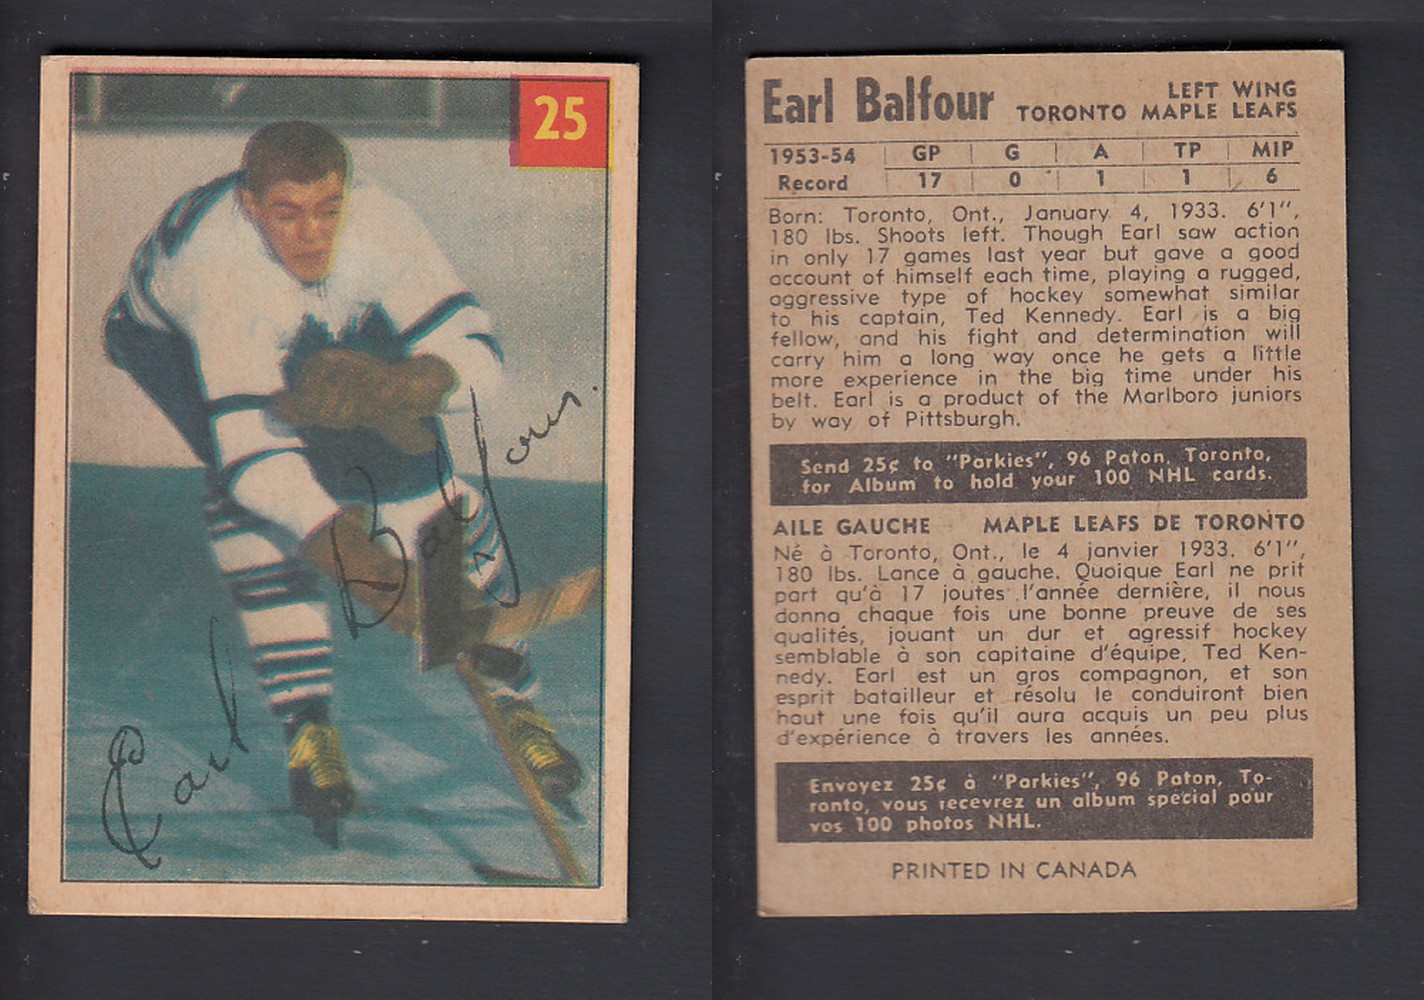 25
Earl Balfour.
Earl Balfour
LEFT WING
TORONTO MAPLE LEAFS
1953-54 GP G A TP MIP
Record 17 0 1 1 6
Born: Toronto, Ont., January 4, 1933. 6'1",
180 lbs. Shoots left. Though Earl saw action
in only 17 games last year but gave a good
account of himself each time, playing a rugged,
aggressive type of hockey somewhat similar
to his captain, Ted Kennedy. Earl is a big
fellow, and his fight and determination will
carry him a long way once he gets a little
more experience in the big time under his
belt. Earl is a product of the Marlboro juniors
by way of Pittsburgh.
Send 25¢ to "Parkies", 96 Paton, Toronto,
for Album to hold your 100 NHL cards.
AILE GAUCHE MAPLE LEAFS DE TORONTO
Né à Toronto, Ont., le 4 janvier 1933. 6'1",
180 lbs. Lance à gauche. Quoique Earl ne prit
part qu'à 17 joutes l'année dernière, il nous
donna chaque fois une bonne preuve de ses
qualités, jouant un dur et agressif hockey
semblable à son capitaine d'équipe, Ted Ken-
nedy. Earl est un gros compagnon, et son
esprit batailleur et résolu le conduiront bien
haut une fois qu'il aura acquis un peu plus
d'expérience à travers les années.
Envoyez 25¢ à "Parkies", 96 Paton, To-
ronto, vous recevrez un album special pour
vos 100 photos NHL.
PRINTED IN CANADA